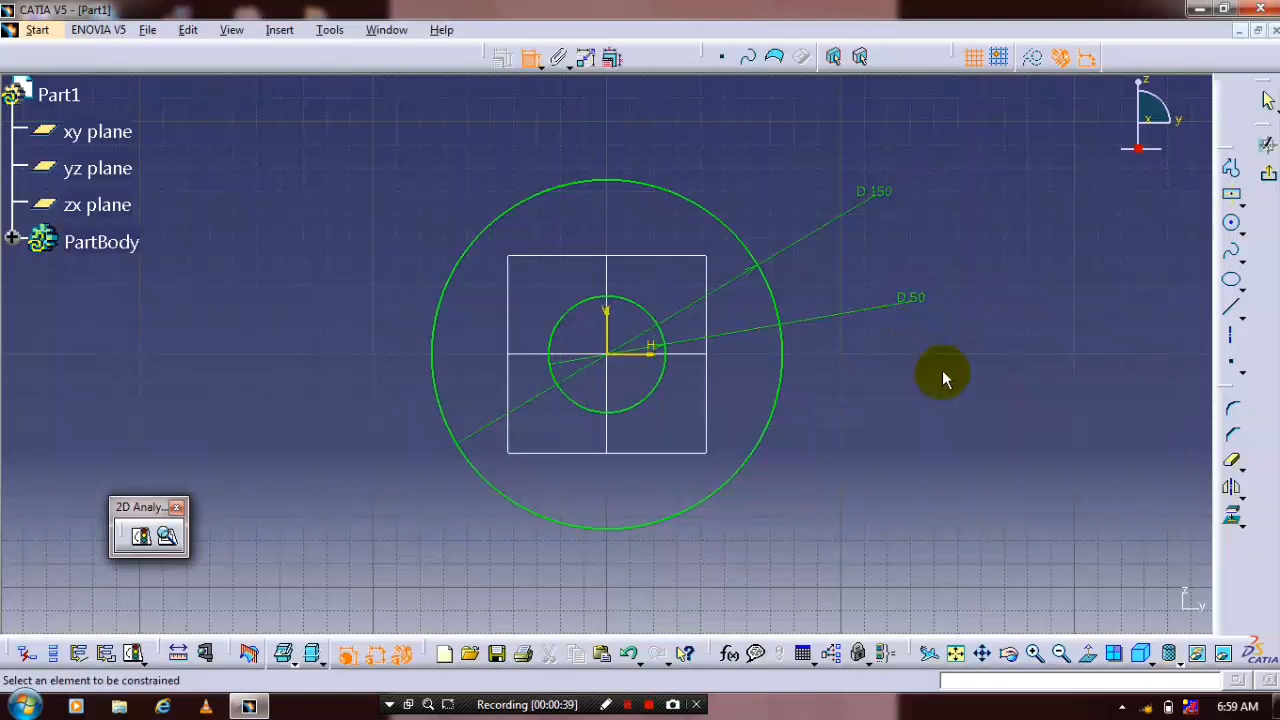 CATIA V5 - [Part1]
Start ENOVIA V5 File Edit View Insert Tools Window Help
Part1
xy plane
yz plane
zx plane
PartBody
z
x
y
D 150
D 50
V
H
2D Analy...
z
y
f(x)
CATIA
Select an element to be constrained
Recording [00:00:39]
6:59 AM